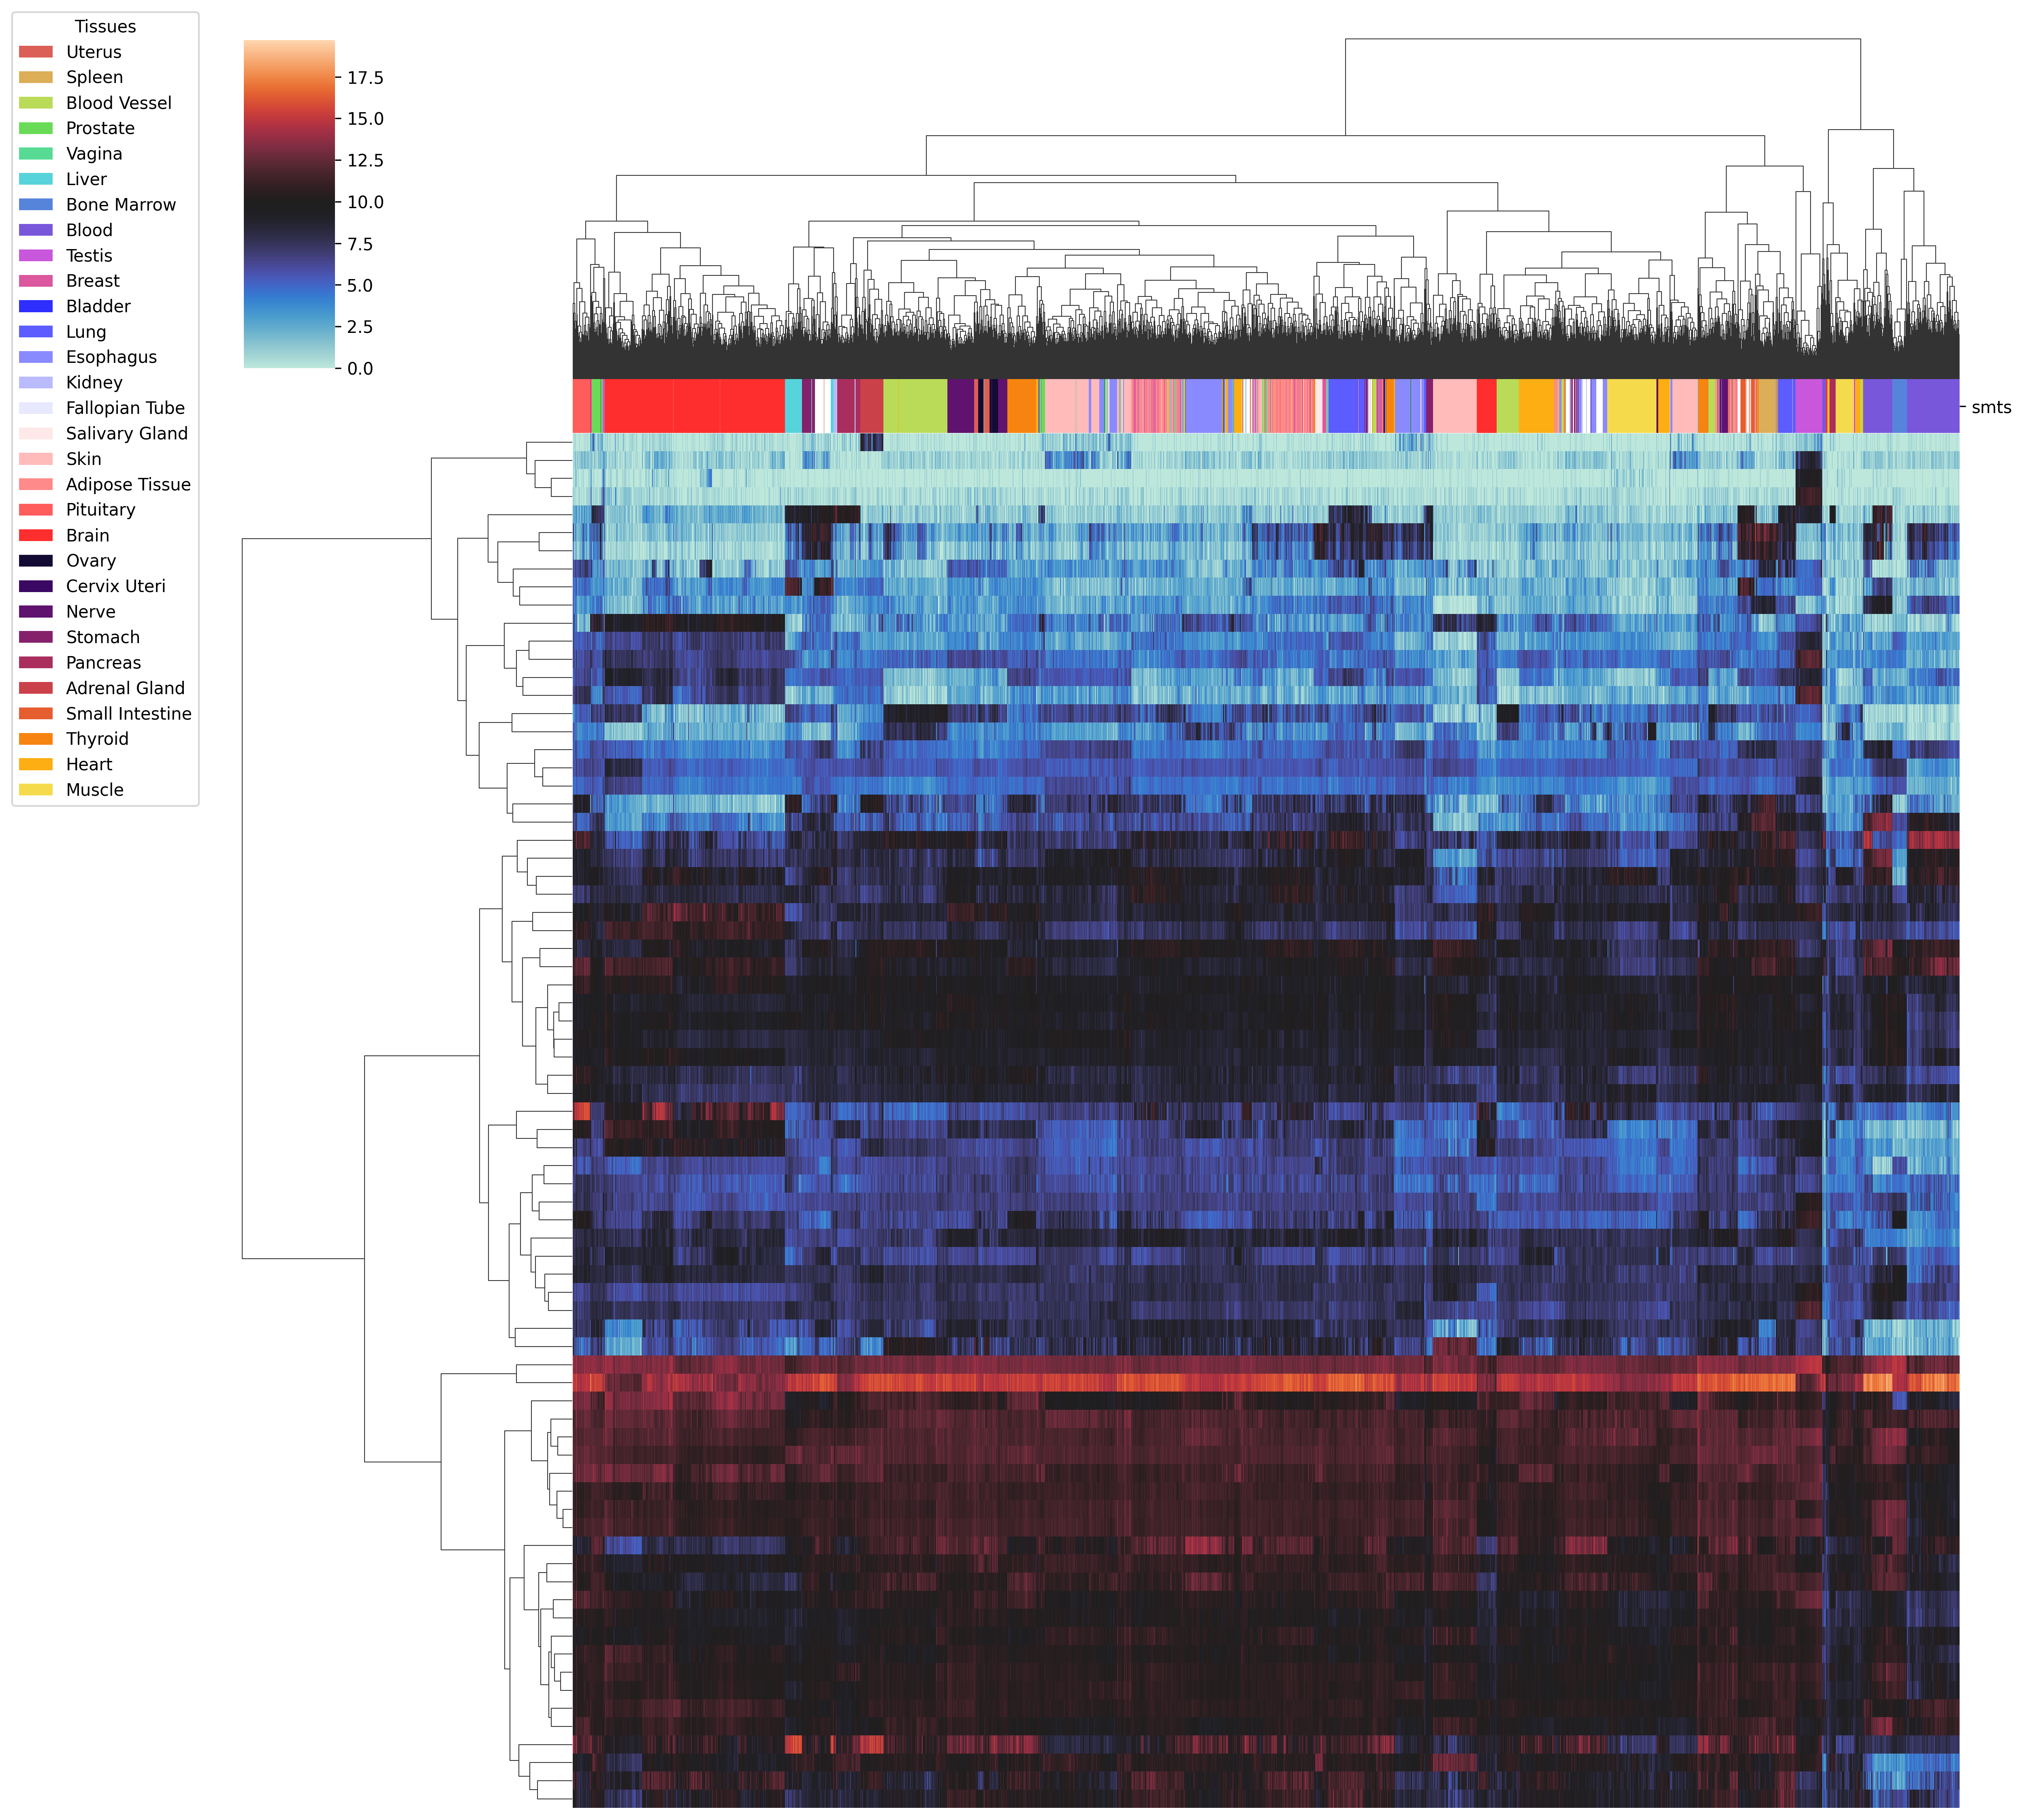 Tissues
Uterus
Spleen
Blood Vessel
Prostate
Vagina
Liver
Bone Marrow
Blood
Testis
Breast
Bladder
Lung
Esophagus
Kidney
Fallopian Tube
Salivary Gland
Skin
Adipose Tissue
Pituitary
Brain
Ovary
Cervix Uteri
Nerve
Stomach
Pancreas
Adrenal Gland
Small Intestine
Thyroid
Heart
Muscle
17.5
15.0
12.5
10.0
7.5
5.0
2.5
0.0
smts